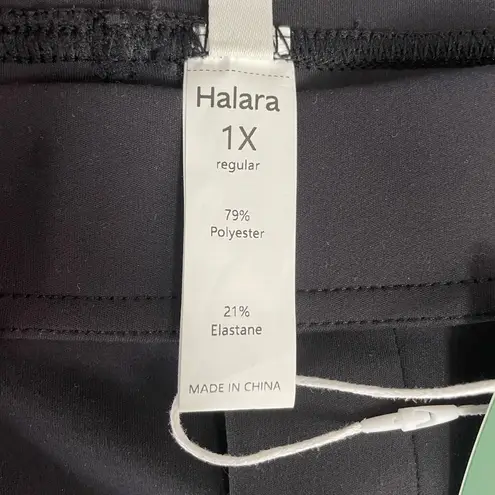 Halara
1X
regular
79%
Polyester
21%
Elastane
MADE IN CHINA